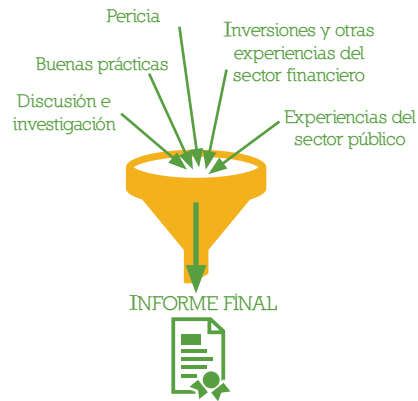 Pericia
Inversiones y otras
experiencias del
sector financiero
Buenas prácticas
Discusión e
investigación
Experiencias del
sector público
INFORME FINAL